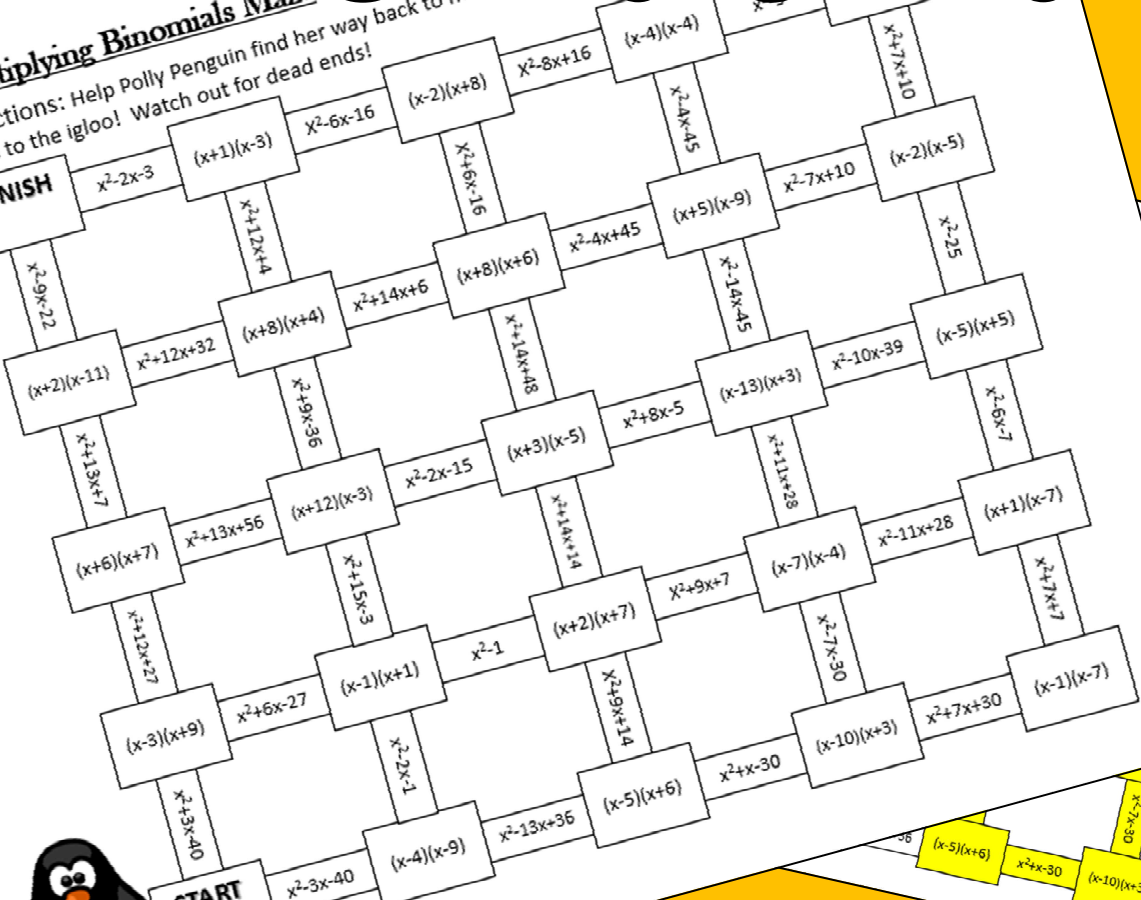 tiplying Binomials Ma
ctions: Help Polly Penguin find her way back to
to the igloo! Watch out for dead ends!
(x-4)(x-4)
x²+7x+10
(x-2)(x+8)
x²-8x+16
(x+1)(x-3)
X²-6x-16
x²-4x-45
(x-2)(x-5)
NISH
x²-2x-3
x²+6x-16
(x+5)(x-9)
x²-7x+10
x²+12x+4
(x+8)(x+6)
x²-4x+45
x²-25
x²-9x-22
(x+8)(x+4)
x²+14x+6
x²-14x-45
(x-5)(x+5)
(x+2)(x-11)
x²+12x+32
x²+14x+48
(x-13)(x+3)
x²-10x-39
x²+9x-36
(x+3)(x-5)
x²+8x-5
x²-6x-7
x²+13x+7
(x+12)(x-3)
x²-2x-15
x²+11x+28
(x+1)(x-7)
(x+6)(x+7)
x²+13x+56
x²+14x+14
(x-7)(x-4)
x²-11x+28
x²+15x-3
(x+2)(x+7)
X²+9x+7
x²+7x+7
x²+12x+27
(x-1)(x+1)
x²-1
x²-7x-30
(x-1)(x-7)
(x-3)(x+9)
x²+6x-27
x²+9x+14
(x-10)(x+3)
x²+7x+30
x²-2x-1
(x-5)(x+6)
x²+x-30
x²+3x-40
(x-4)(x-9)
x²-13x+36
START
x²-3x-40
36
(x-5)(x+6)
x²+x-30
(x-10)(x+3
x²-7x-30